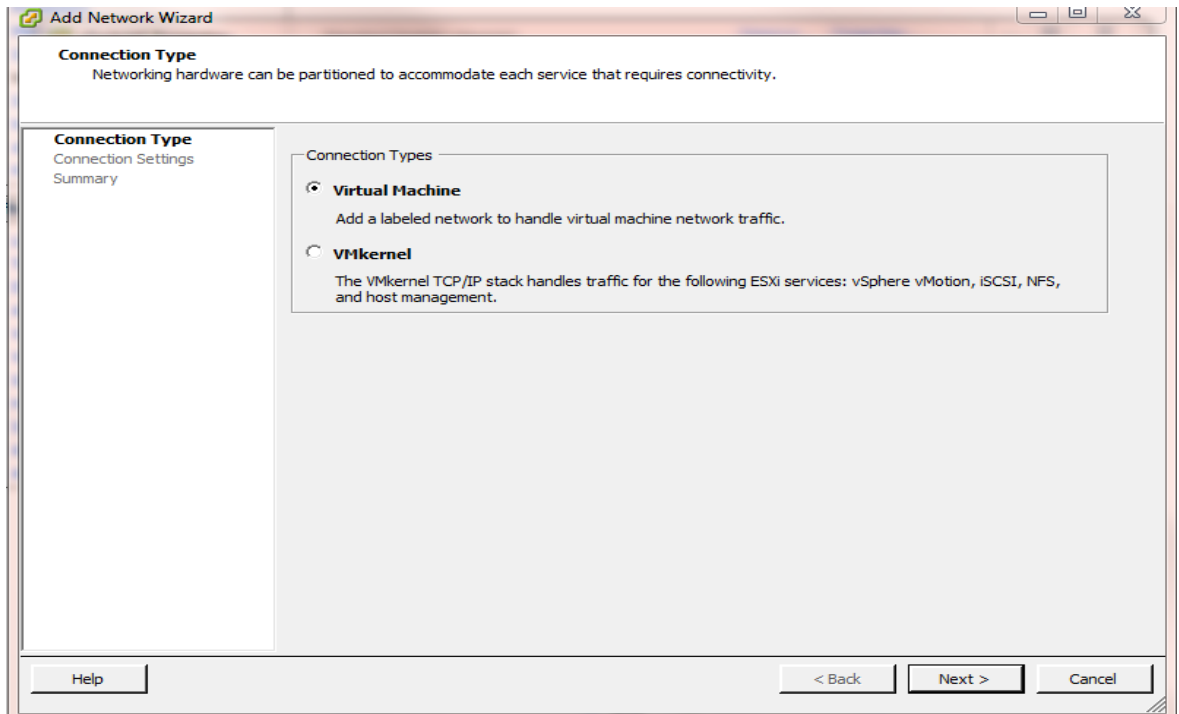 Add Network Wizard
Connection Type
Networking hardware can be partitioned to accommodate each service that requires connectivity.
Connection Type
Connection Settings
Summary
Connection Types
Virtual Machine
Add a labeled network to handle virtual machine network traffic.
VMkernel
The VMkernel TCP/IP stack handles traffic for the following ESXi services: vSphere vMotion, iSCSI, NFS,
and host management.
Help
< Back
Next >
Cancel